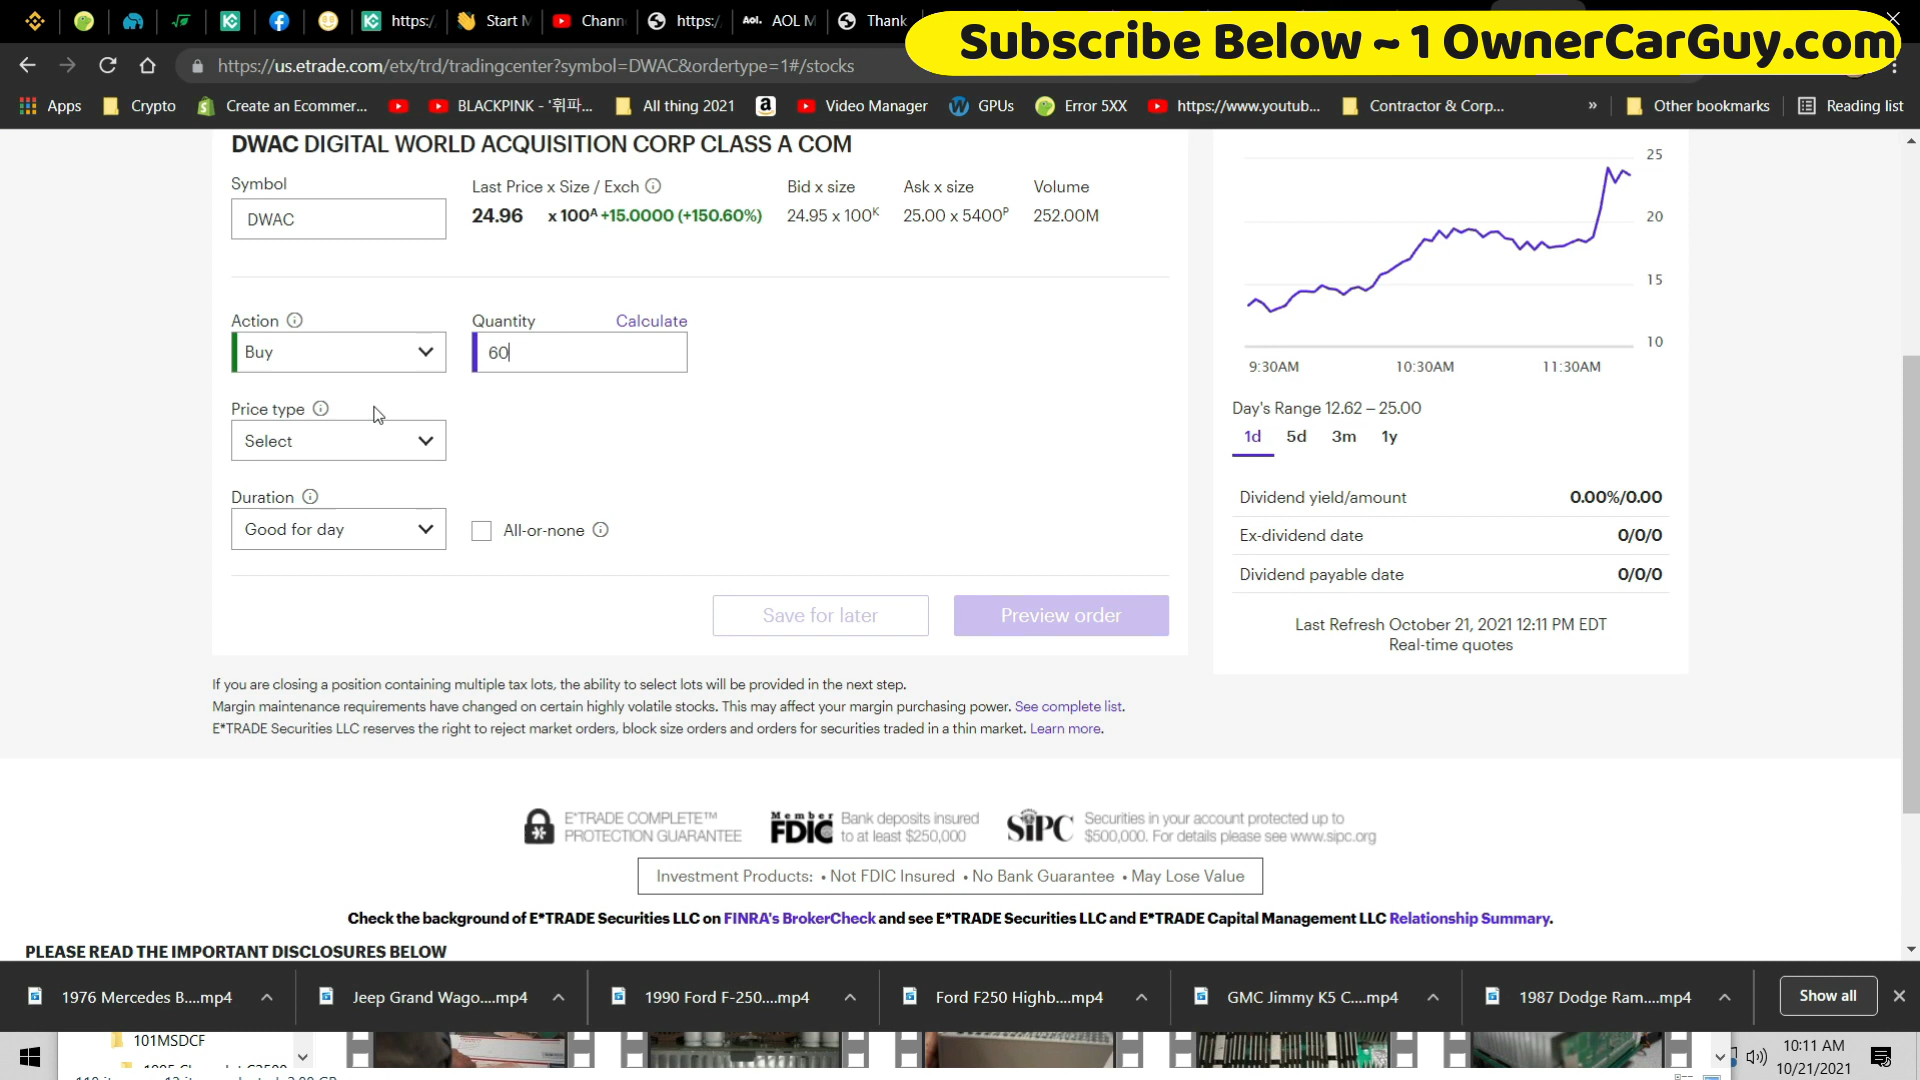 https:/
Start M
Chann
https:/
Aol.
AOL M
Thank
Subscribe Below ~ 1 OwnerCarGuy.com
https://us.etrade.com/etx/trd/tradingcenter?symbol=DWAC&ordertype=1#/stocks
Apps
Crypto
Create an Ecommer...
BLACKPINK - '휘파...
All thing 2021
Video Manager
GPUs
Error 5XX
https://www.youtub...
Contractor & Corp...
»
Other bookmarks
Reading list
DWAC DIGITAL WORLD ACQUISITION CORP CLASS A COM
Symbol
DWAC
Last Price x Size / Exch
24.96 x 100A +15.0000 (+150.60%)
Bid x size
24.95 x 100K
Ask x size
25.00 x 5400P
Volume
252.00M
Action
Buy
Quantity
Calculate
60
Price type
Select
Duration
Good for day
All-or-none
Save for later
Preview order
25
20
15
10
9:30AM
10:30AM
11:30AM
Day's Range 12.62 – 25.00
1d 5d 3m 1y
Dividend yield/amount 0.00%/0.00
Ex-dividend date 0/0/0
Dividend payable date 0/0/0
Last Refresh October 21, 2021 12:11 PM EDT
Real-time quotes
If you are closing a position containing multiple tax lots, the ability to select lots will be provided in the next step.
Margin maintenance requirements have changed on certain highly volatile stocks. This may affect your margin purchasing power. See complete list.
E*TRADE Securities LLC reserves the right to reject market orders, block size orders and orders for securities traded in a thin market. Learn more.
E*TRADE COMPLETE™
PROTECTION GUARANTEE
Member
FDIC
Bank deposits insured
to at least $250,000
SiPC
Securities in your account protected up to
$500,000. For details please see www.sipc.org
Investment Products: • Not FDIC Insured • No Bank Guarantee • May Lose Value
Check the background of E*TRADE Securities LLC on FINRA's BrokerCheck and see E*TRADE Securities LLC and E*TRADE Capital Management LLC Relationship Summary.
PLEASE READ THE IMPORTANT DISCLOSURES BELOW
1976 Mercedes B....mp4
Jeep Grand Wago....mp4
1990 Ford F-250....mp4
Ford F250 Highb....mp4
GMC Jimmy K5 C....mp4
1987 Dodge Ram....mp4
Show all
101MSDCF
10:11 AM
10/21/2021